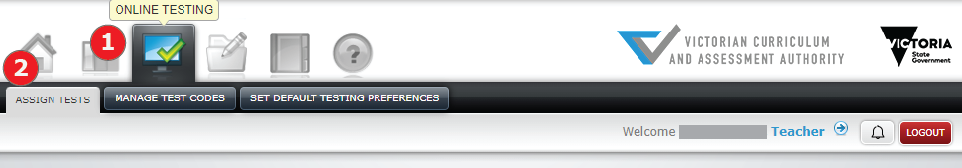 ONLINE TESTING
1
2
VICTORIAN CURRICULUM
AND ASSESSMENT AUTHORITY
VICTORIA
State
Government
ASSIGN TESTS
MANAGE TEST CODES
SET DEFAULT TESTING PREFERENCES
Welcome Teacher
LOGOUT